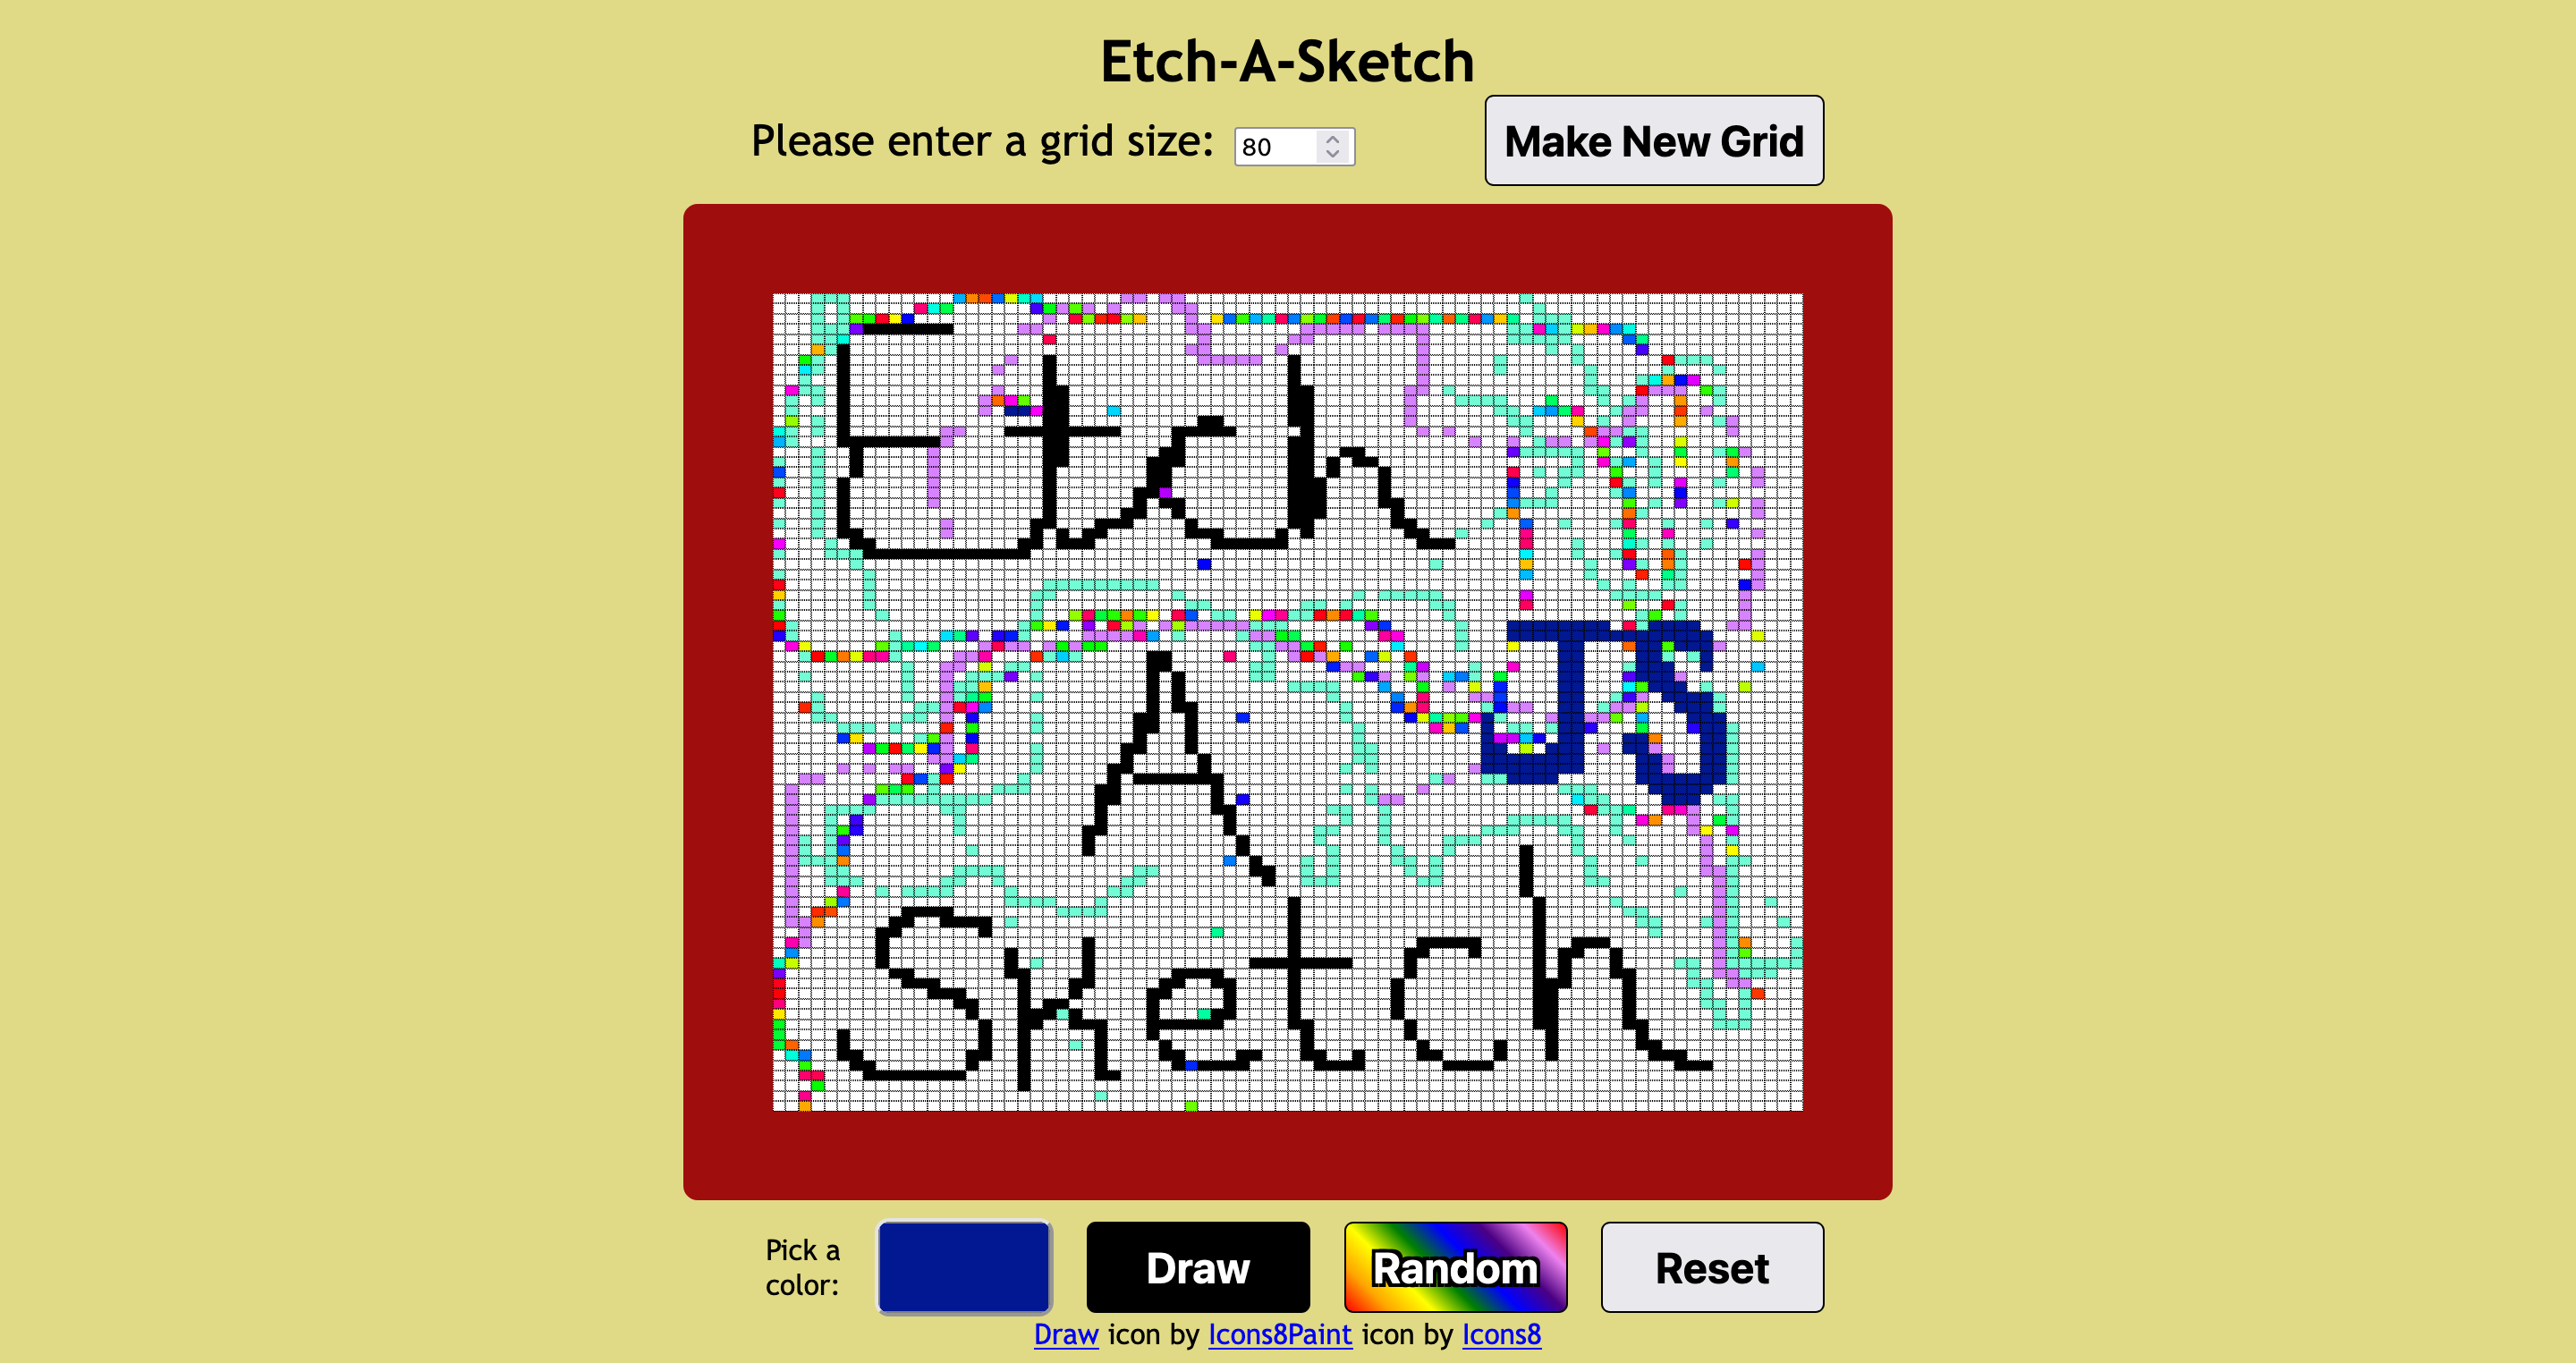 Etch-A-Sketch
Please enter a grid size: 80
Make New Grid
Etch
A
JS
Sketch
Pick a
color:
Draw
Random
Reset
Draw icon by Icons8Paint icon by Icons8